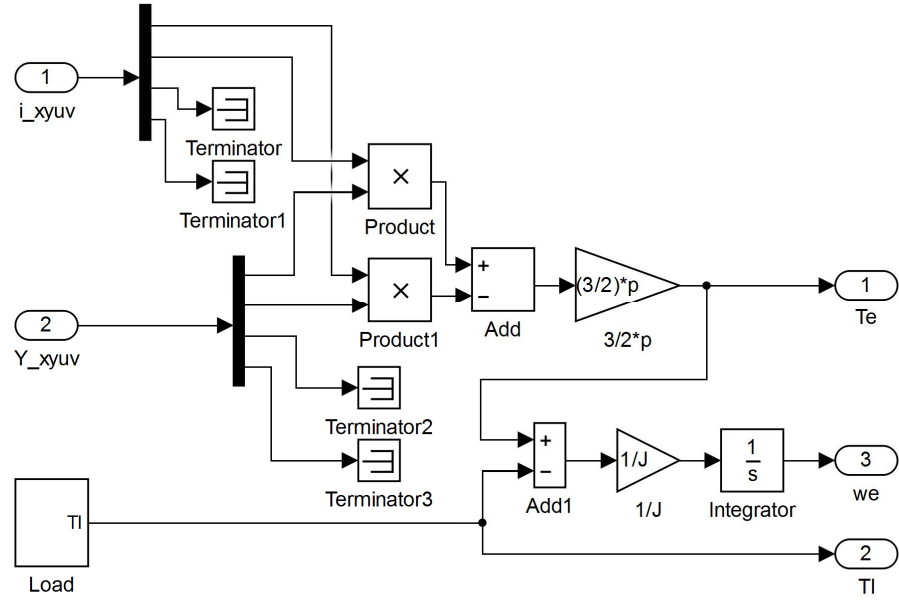 1
i_xyuv
Terminator
Terminator1
×
Product
2
Y_xyuv
×
Product1
+
−
Add
(3/2)*p
3/2*p
1
Te
Terminator2
Terminator3
Tl
Load
+
−
Add1
1/J
1/J
1
s
Integrator
3
we
2
Tl